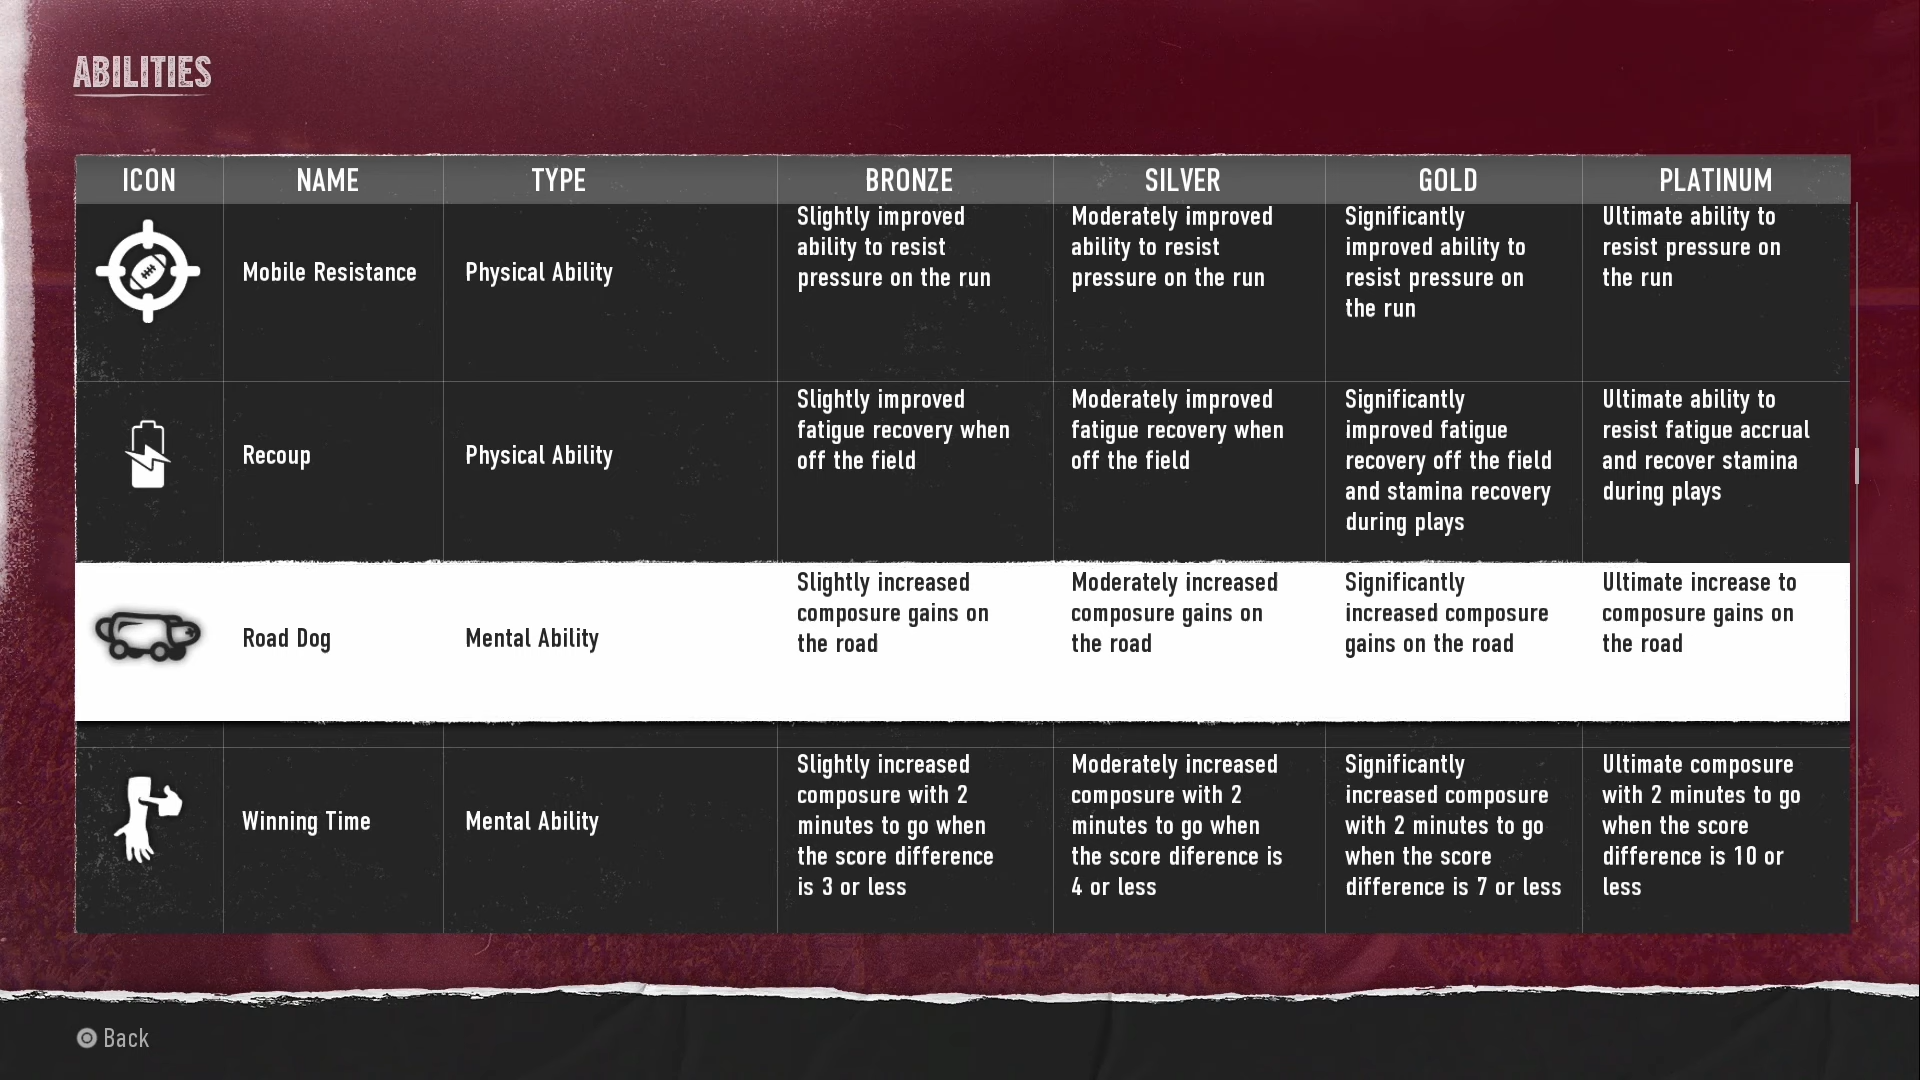 ABILITIES
ICON NAME TYPE BRONZE SILVER GOLD PLATINUM
Mobile Resistance
Physical Ability
Slightly improved
ability to resist
pressure on the run
Moderately improved
ability to resist
pressure on the run
Significantly
improved ability to
resist pressure on
the run
Ultimate ability to
resist pressure on
the run
Recoup
Physical Ability
Slightly improved
fatigue recovery when
off the field
Moderately improved
fatigue recovery when
off the field
Significantly
improved fatigue
recovery off the field
and stamina recovery
during plays
Ultimate ability to
resist fatigue accrual
and recover stamina
during plays
Road Dog
Mental Ability
Slightly increased
composure gains on
the road
Moderately increased
composure gains on
the road
Significantly
increased composure
gains on the road
Ultimate increase to
composure gains on
the road
Winning Time
Mental Ability
Slightly increased
composure with 2
minutes to go when
the score difference
is 3 or less
Moderately increased
composure with 2
minutes to go when
the score diference is
4 or less
Significantly
increased composure
with 2 minutes to go
when the score
difference is 7 or less
Ultimate composure
with 2 minutes to go
when the score
difference is 10 or
less
Back